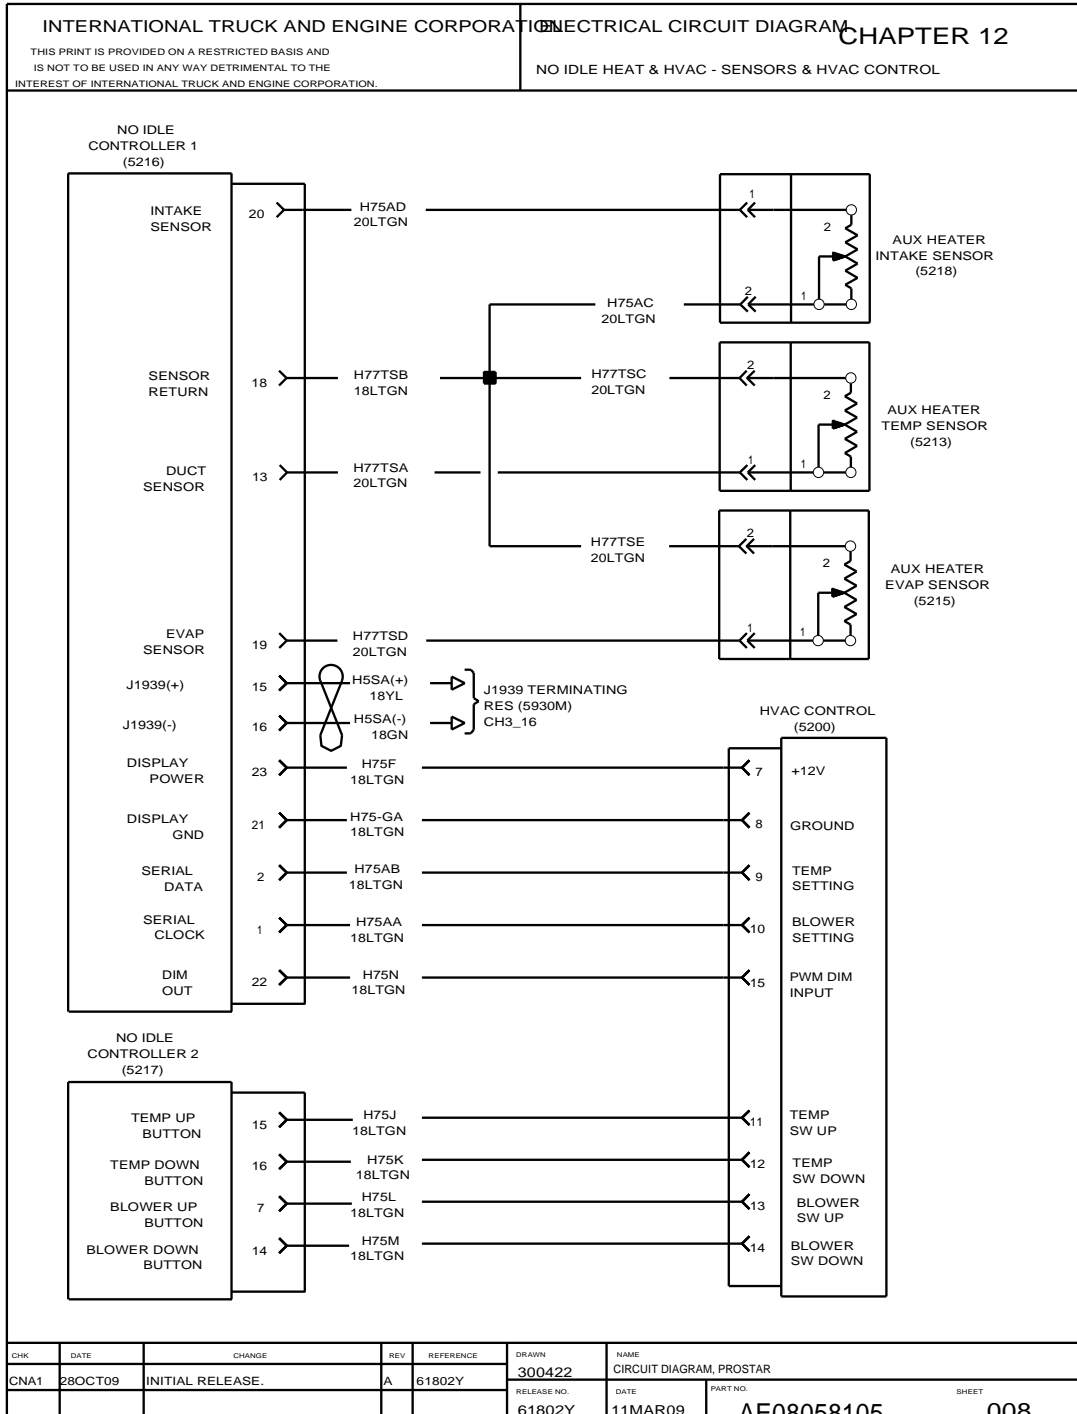 INTERNATIONAL TRUCK AND ENGINE CORPORATION
THIS PRINT IS PROVIDED ON A RESTRICTED BASIS AND
IS NOT TO BE USED IN ANY WAY DETRIMENTAL TO THE
INTEREST OF INTERNATIONAL TRUCK AND ENGINE CORPORATION.
ELECTRICAL CIRCUIT DIAGRAM
CHAPTER 12
NO IDLE HEAT & HVAC - SENSORS & HVAC CONTROL
NO IDLE
CONTROLLER 1
(5216)
INTAKE
SENSOR
20
H75AD
20LTGN
1
2
AUX HEATER
INTAKE SENSOR
(5218)
H75AC
20LTGN
2
1
SENSOR
RETURN
18
H77TSB
18LTGN
H77TSC
20LTGN
2
2
AUX HEATER
TEMP SENSOR
(5213)
DUCT
SENSOR
13
H77TSA
20LTGN
1
1
H77TSE
20LTGN
2
2
AUX HEATER
EVAP SENSOR
(5215)
EVAP
SENSOR
19
H77TSD
20LTGN
1
1
J1939(+)
15
H5SA(+)
18YL
J1939(-)
16
H5SA(-)
18GN
J1939 TERMINATING
RES (5930M)
CH3_16
HVAC CONTROL
(5200)
DISPLAY
POWER
23
H75F
18LTGN
7
+12V
DISPLAY
GND
21
H75-GA
18LTGN
8
GROUND
SERIAL
DATA
2
H75AB
18LTGN
9
TEMP
SETTING
SERIAL
CLOCK
1
H75AA
18LTGN
10
BLOWER
SETTING
DIM
OUT
22
H75N
18LTGN
15
PWM DIM
INPUT
NO IDLE
CONTROLLER 2
(5217)
TEMP UP
BUTTON
15
H75J
18LTGN
11
TEMP
SW UP
TEMP DOWN
BUTTON
16
H75K
18LTGN
12
TEMP
SW DOWN
BLOWER UP
BUTTON
7
H75L
18LTGN
13
BLOWER
SW UP
BLOWER DOWN
BUTTON
14
H75M
18LTGN
14
BLOWER
SW DOWN
CHK DATE CHANGE REV REFERENCE
CNA1 28OCT09 INITIAL RELEASE. A 61802Y
DRAWN
300422
NAME
CIRCUIT DIAGRAM, PROSTAR
RELEASE NO.
61802Y
DATE
11MAR09
PART NO.
AE08058105
SHEET
008